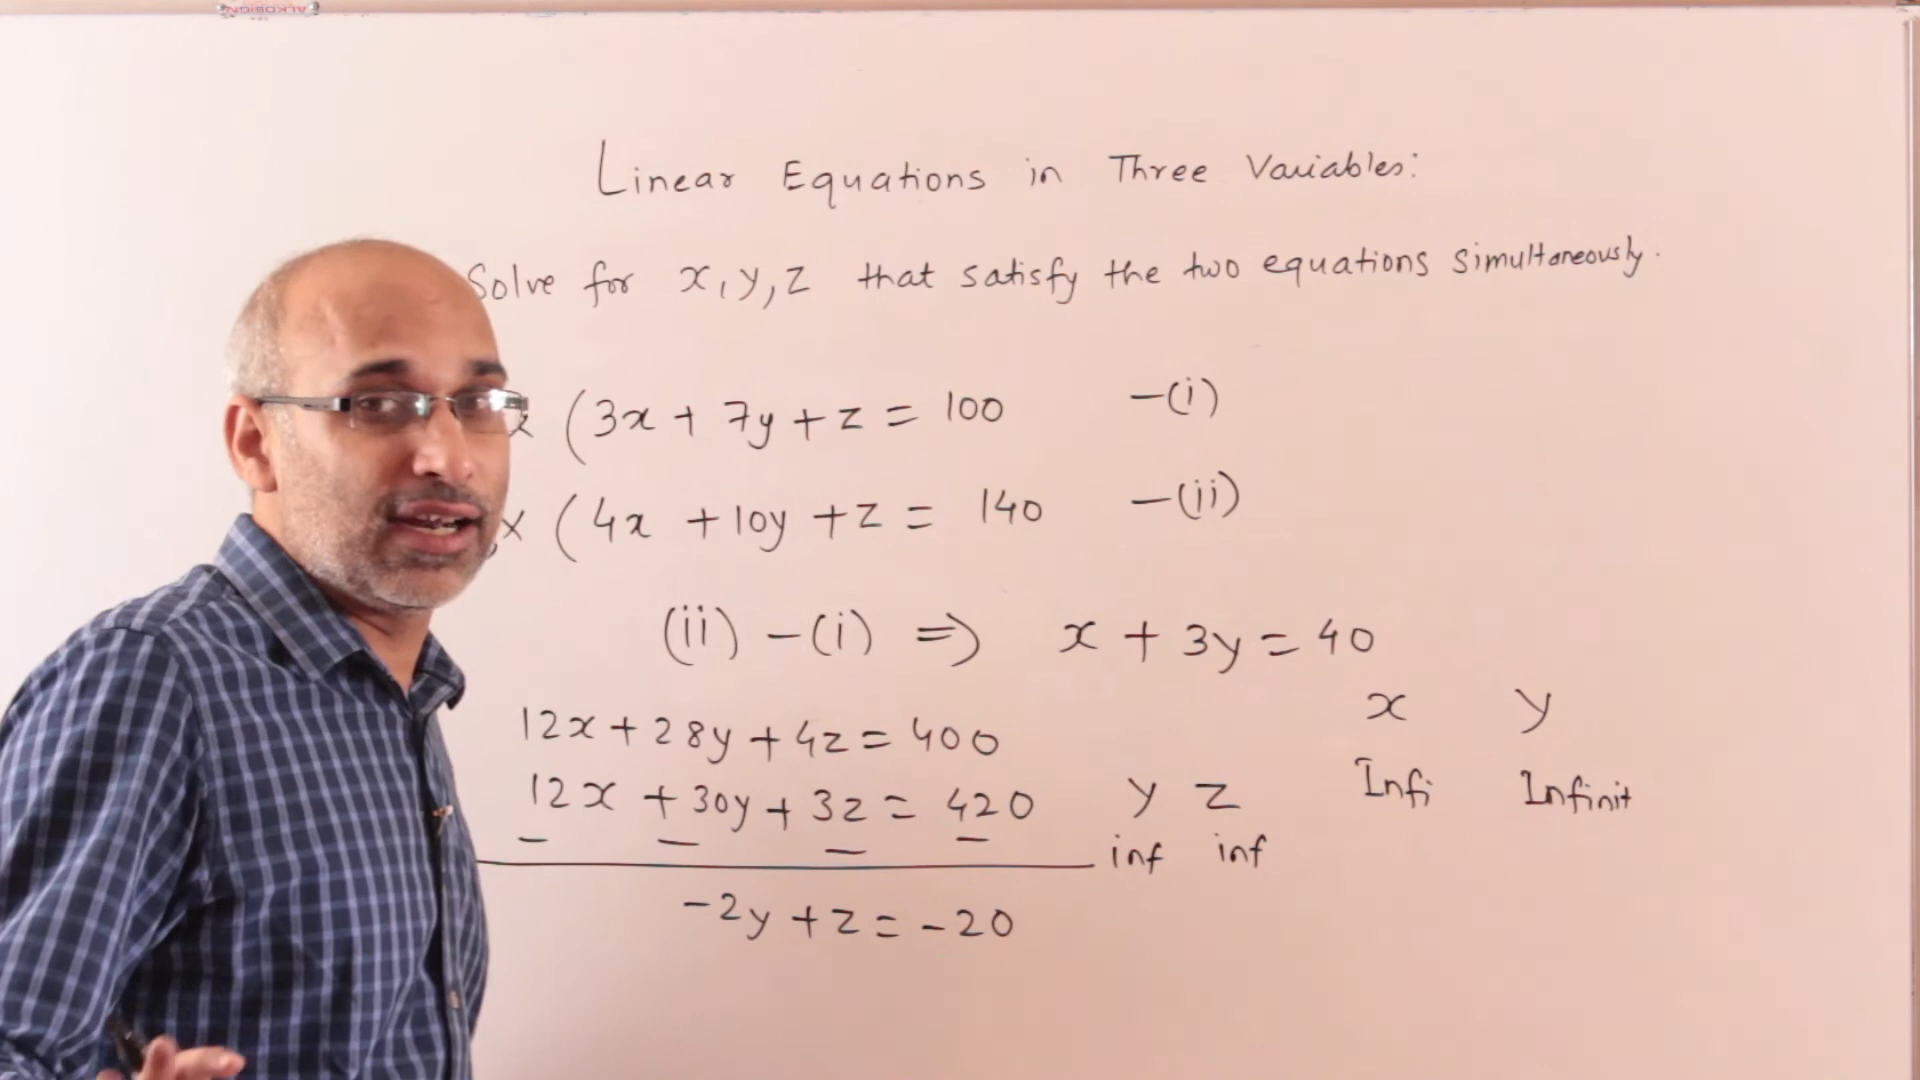 ALKOSIGN
Linear Equations in Three Variables:
Solve for x, y, z that satisfy the two equations simultaneously.
(3x + 7y + z = 100 -(i)
x (4x + 10y + z = 140 -(ii)
(ii) - (i) ⇒ x + 3y = 40
x y
12x + 28y + 4z = 400
12x + 30y + 3z = 420 y z Infi Infinit
- - - - inf inf
-2y + z = -20